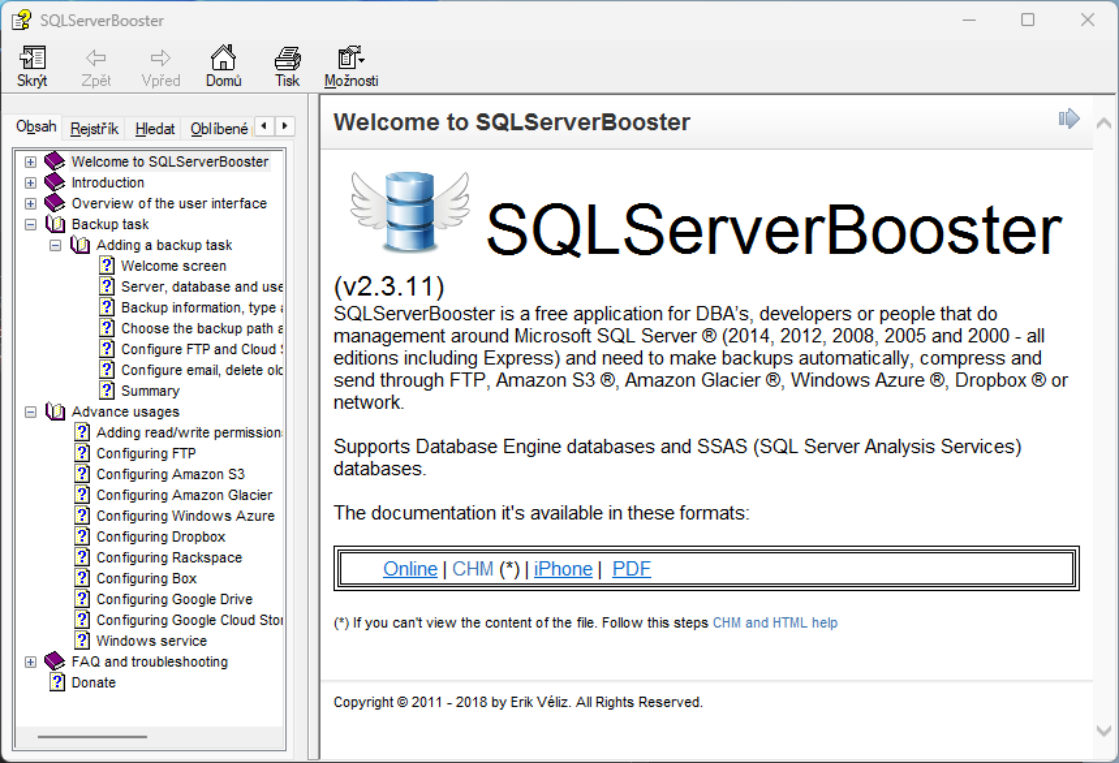 SQLServerBooster
Skrýt Zpět Vpřed Domů Tisk Možnosti
Obsah Rejstřík Hledat Oblíbené
Welcome to SQLServerBooster
Introduction
Overview of the user interface
Backup task
Adding a backup task
Welcome screen
Server, database and use
Backup information, type
Choose the backup path a
Configure FTP and Cloud
Configure email, delete old
Summary
Advance usages
Adding read/write permission
Configuring FTP
Configuring Amazon S3
Configuring Amazon Glacier
Configuring Windows Azure
Configuring Dropbox
Configuring Rackspace
Configuring Box
Configuring Google Drive
Configuring Google Cloud Stor
Windows service
FAQ and troubleshooting
Donate
Welcome to SQLServerBooster
SQLServerBooster
(v2.3.11)
SQLServerBooster is a free application for DBA's, developers or people that do
management around Microsoft SQL Server ® (2014, 2012, 2008, 2005 and 2000 - all
editions including Express) and need to make backups automatically, compress and
send through FTP, Amazon S3 ®, Amazon Glacier ®, Windows Azure ®, Dropbox ® or
network.
Supports Database Engine databases and SSAS (SQL Server Analysis Services)
databases.
The documentation it's available in these formats:
Online | CHM (*) | iPhone | PDF
(*) If you can't view the content of the file. Follow this steps CHM and HTML help
Copyright © 2011 - 2018 by Erik Véliz. All Rights Reserved.